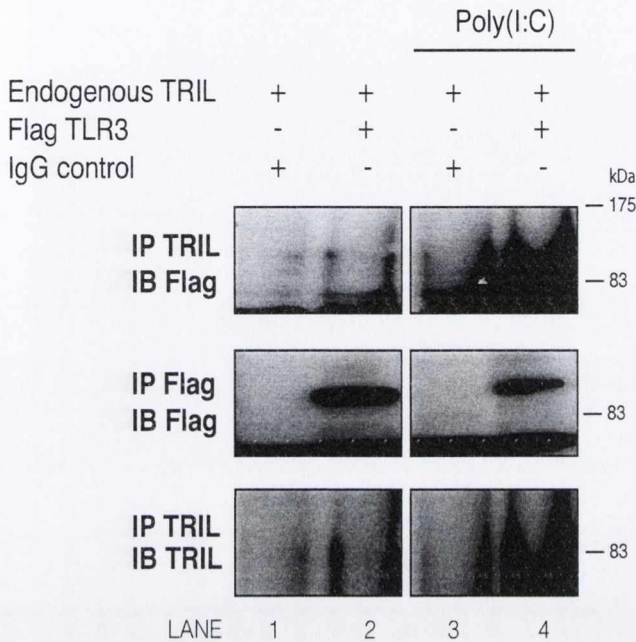 Poly(I:C)
Endogenous TRIL + + + +
Flag TLR3 - + - +
IgG control + - + -
kDa
175
IP TRIL
IB Flag
83
IP Flag
IB Flag
83
IP TRIL
IB TRIL
83
LANE 1 2 3 4